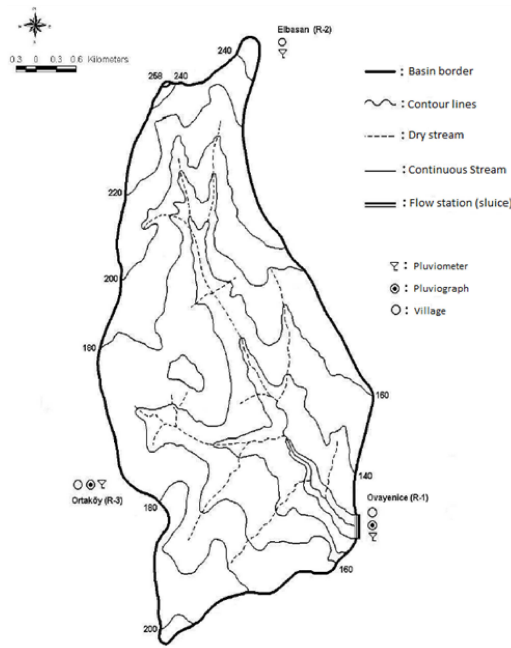 Elbasan (R-2)
240
0.3 0 0.3 0.6 Kilometers
258 240
: Basin border
: Contour lines
: Dry stream
: Continuous Stream
: Flow station (sluice)
220
: Pluviometer
: Pluviograph
: Village
200
180
160
140
Ortaköy (R-3)
180
Ovayenice (R-1)
160
200